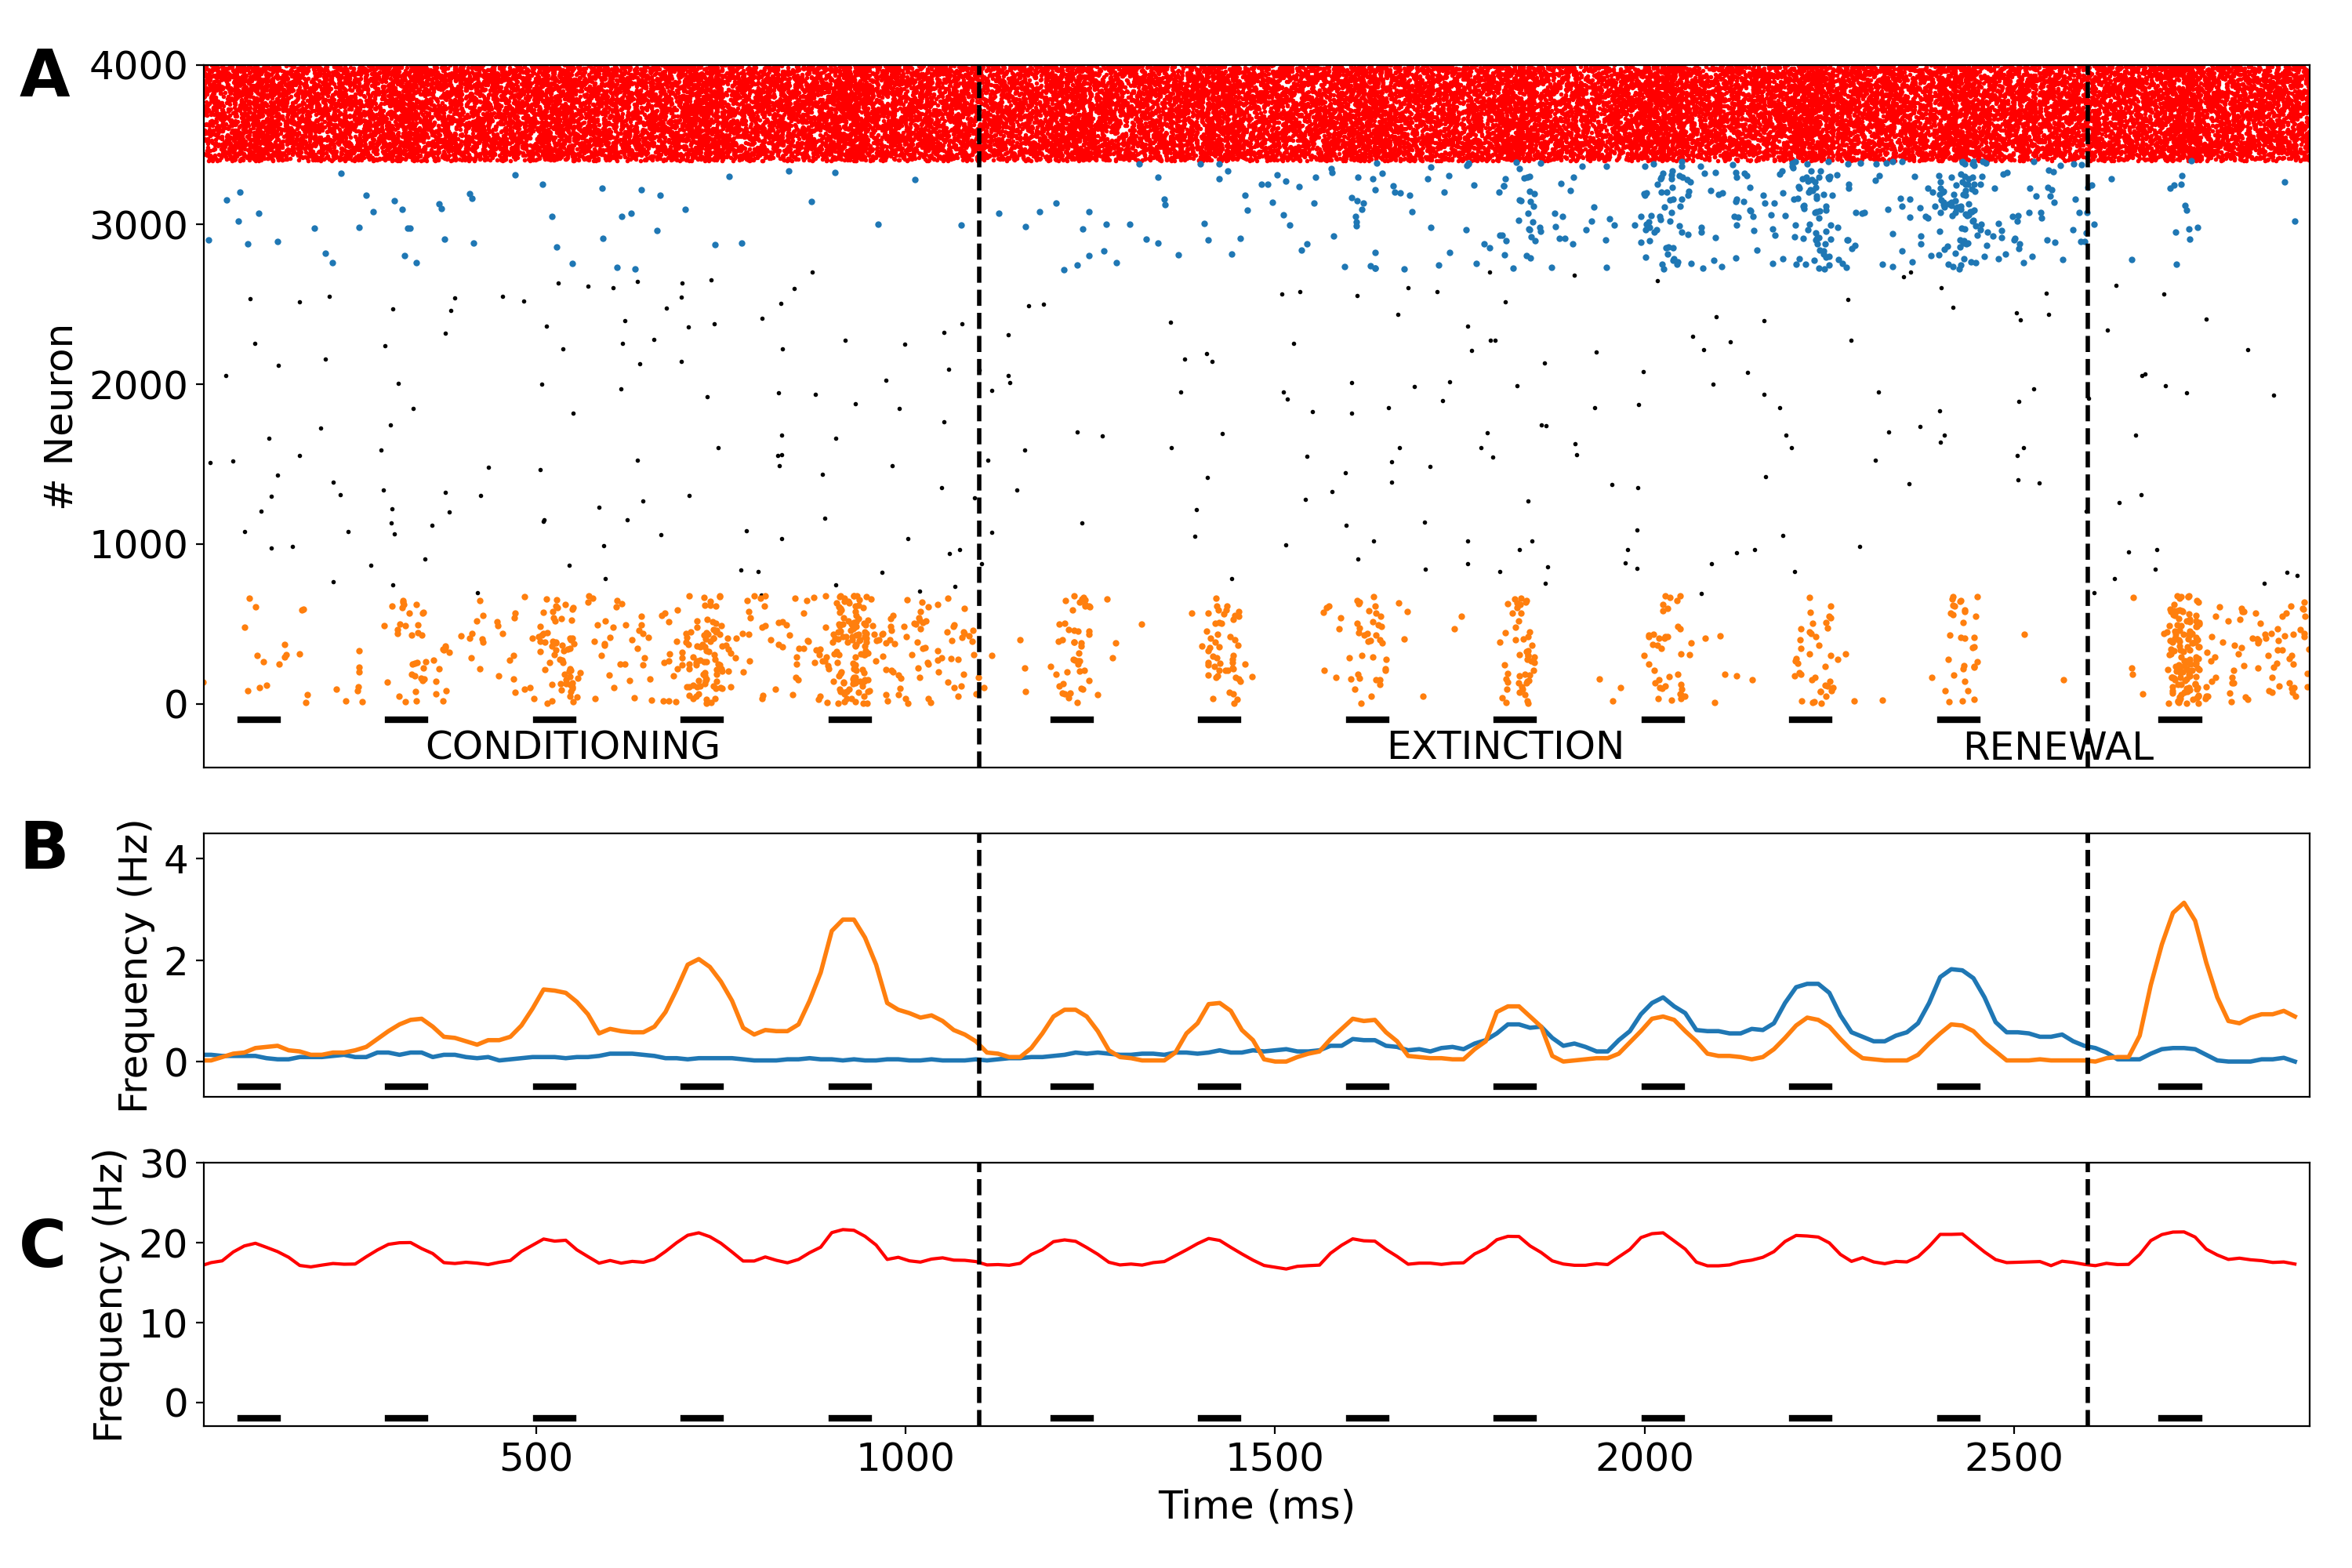 A
4000
3000
2000
1000
0
# Neuron
CONDITIONING
EXTINCTION
RENEWAL
B
4
2
0
Frequency (Hz)
C
30
20
10
0
Frequency (Hz)
500 1000 1500 2000 2500
Time (ms)